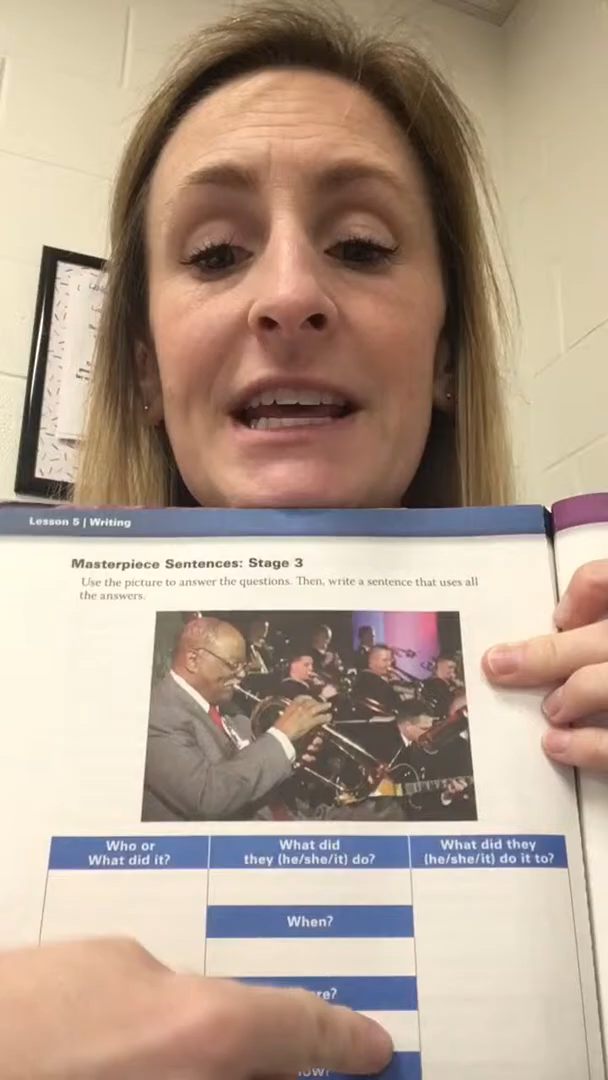 Lesson 5 | Writing
Masterpiece Sentences: Stage 3
Use the picture to answer the questions. Then, write a sentence that uses all
the answers.
Who or
What did it?
What did
they (he/she/it) do?
What did they
(he/she/it) do it to?
When?